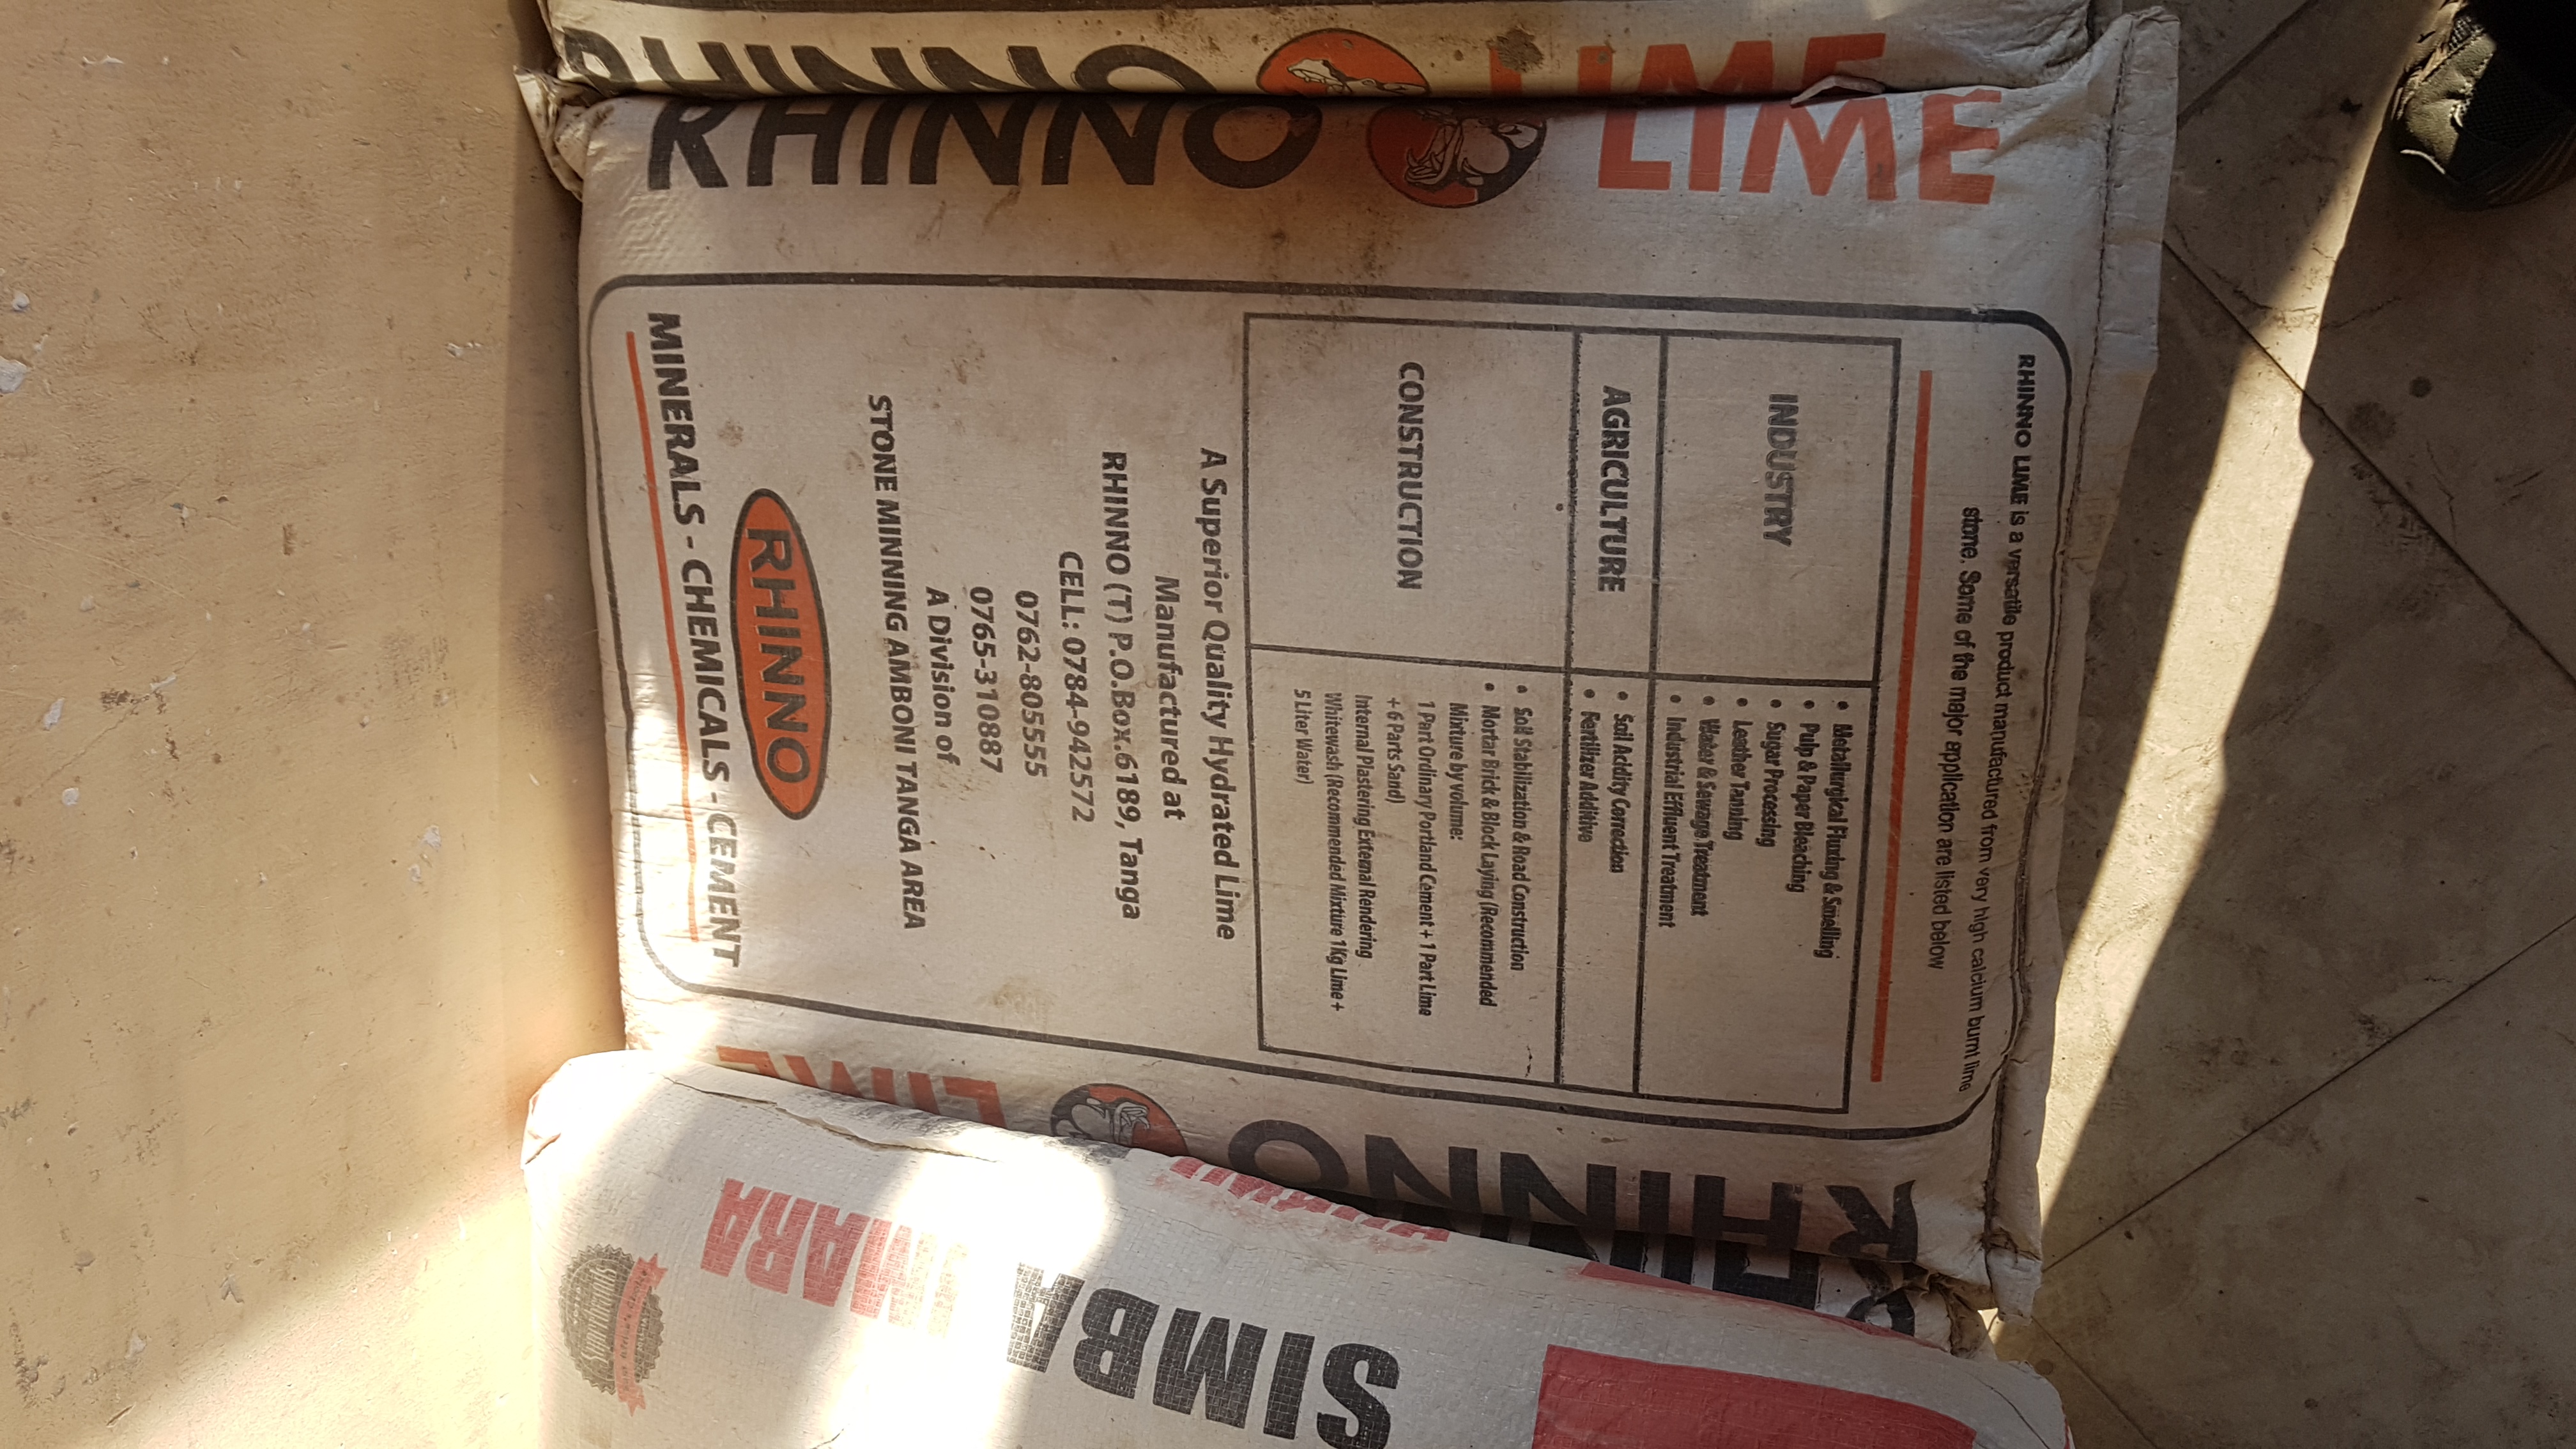 RHINNO LIME
RHINNO LIME
RHINNO LIME is a versatile product manufactured from very high calcium burnt lime
stone. Some of the major application are listed below
INDUSTRY
• Metallurgical Fluxing & Smelling
• Pulp & Paper Bleaching
• Sugar Processing
• Leather Tanning
• Water & Sewage Treatment
• Industrial Effluent Treatment
AGRICULTURE
• Soil Acidity Correction
• Fertilizer Additive
CONSTRUCTION
• Soil Stabilization & Road Construction
• Mortar Brick & Block Laying (Recommended
Mixture by volume:
1 Part Ordinary Portland Cement + 1 Part Lime
+ 6 Parts Sand)
Internal Plastering External Rendering
Whitewash (Recommended Mixture 1Kg Lime +
5 Liter Water)
A Superior Quality Hydrated Lime
Manufactured at
RHINNO (T) P.O.Box.6189, Tanga
CELL: 0784-942572
0762-805555
0765-310887
A Division of
STONE MINNING AMBONI TANGA AREA
RHINNO
MINERALS - CHEMICALS - CEMENT
RHINNO LIME
SIMBA